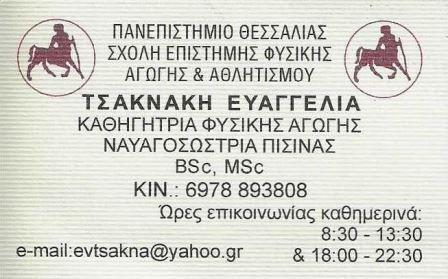 ΠΑΝΕΠΙΣΤΗΜΙΟ ΘΕΣΣΑΛΙΑΣ
ΣΧΟΛΗ ΕΠΙΣΤΗΜΗΣ ΦΥΣΙΚΗΣ
ΑΓΩΓΗΣ & ΑΘΛΗΤΙΣΜΟΥ
ΤΣΑΚΝΑΚΗ ΕΥΑΓΓΕΛΙΑ
ΚΑΘΗΓΗΤΡΙΑ ΦΥΣΙΚΗΣ ΑΓΩΓΗΣ
ΝΑΥΑΓΟΣΩΣΤΡΙΑ ΠΙΣΙΝΑΣ
BSc, MSc
ΚΙΝ.: 6978 893808
Ώρες επικοινωνίας καθημερινά:
8:30 - 13:30
e-mail:evtsakna@yahoo.gr & 18:00 - 22:30